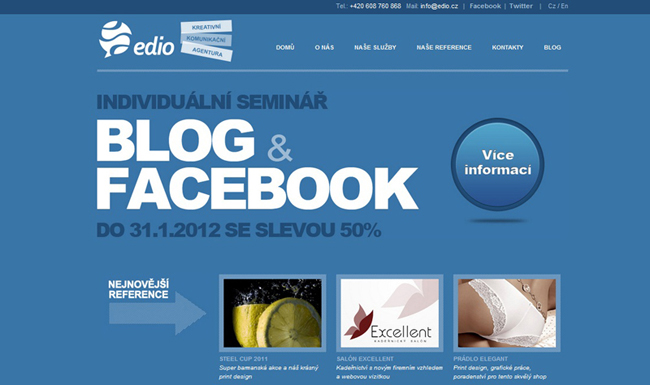 Tel.: +420 608 760 868 Mail: info@edio.cz | Facebook | Twitter | Cz / En
edio
KREATIVNÍ
KOMUNIKAČNÍ
AGENTURA
DOMŮ O NÁS NAŠE SLUŽBY NAŠE REFERENCE KONTAKTY BLOG
INDIVIDUÁLNÍ SEMINÁŘ
BLOG &
FACEBOOK
DO 31.1.2012 SE SLEVOU 50%
Více
informací
NEJNOVĚJŠÍ
REFERENCE
Excellent
KADEŘNICKÝ SALÓN
STEEL CUP 2011
Super barmanská akce a náš krásný
print design
SALÓN EXCELLENT
Kadeřnictví s novým firemním vzhledem
a webovou vizitkou
PRÁDLO ELEGANT
Print design, grafické práce,
poradenství pro tento skvělý shop